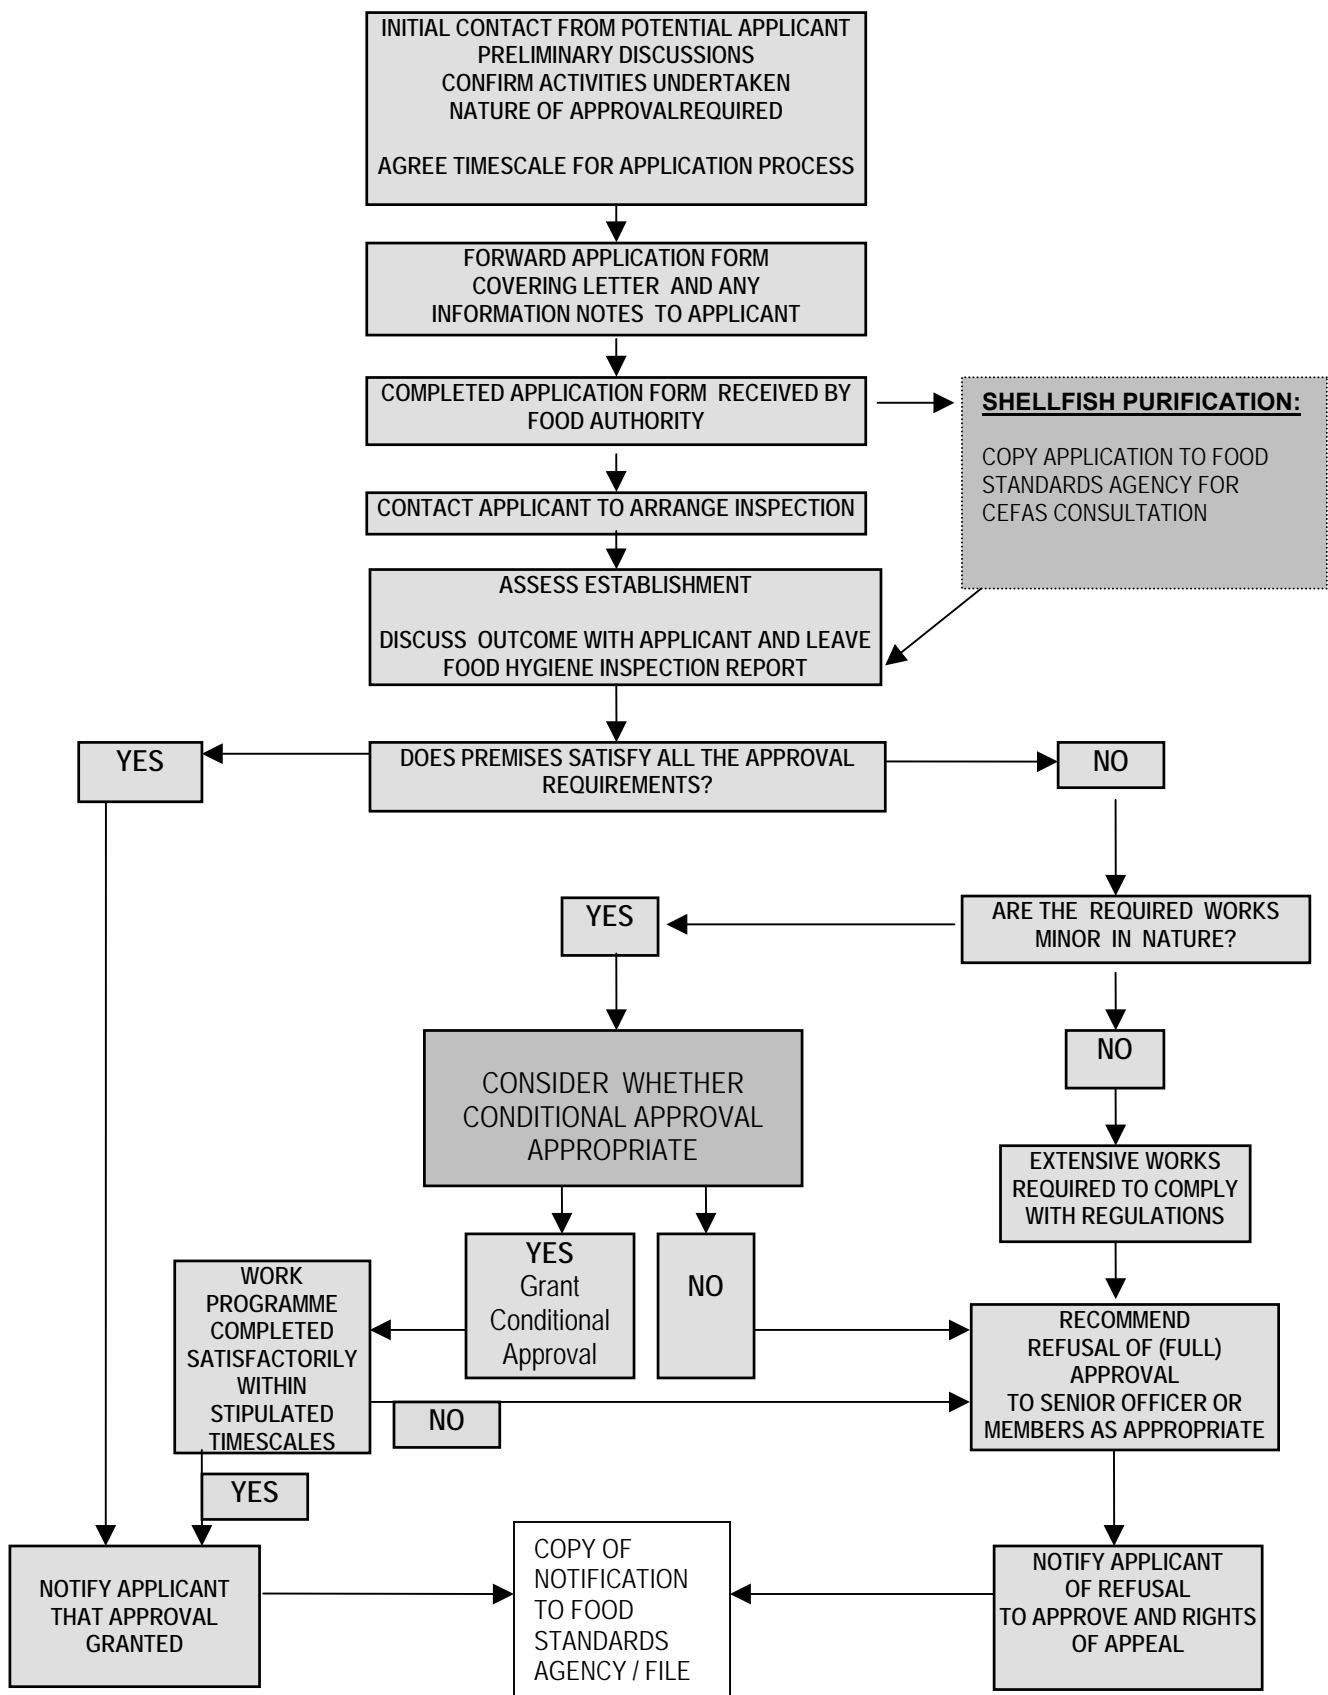 INITIAL CONTACT FROM POTENTIAL APPLICANT
PRELIMINARY DISCUSSIONS
CONFIRM ACTIVITIES UNDERTAKEN
NATURE OF APPROVALREQUIRED
AGREE TIMESCALE FOR APPLICATION PROCESS
FORWARD APPLICATION FORM
COVERING LETTER AND ANY
INFORMATION NOTES TO APPLICANT
COMPLETED APPLICATION FORM RECEIVED BY
FOOD AUTHORITY
SHELLFISH PURIFICATION:
COPY APPLICATION TO FOOD
STANDARDS AGENCY FOR
CEFAS CONSULTATION
CONTACT APPLICANT TO ARRANGE INSPECTION
ASSESS ESTABLISHMENT
DISCUSS OUTCOME WITH APPLICANT AND LEAVE
FOOD HYGIENE INSPECTION REPORT
YES
DOES PREMISES SATISFY ALL THE APPROVAL
REQUIREMENTS?
NO
YES
ARE THE REQUIRED WORKS
MINOR IN NATURE?
NO
CONSIDER WHETHER
CONDITIONAL APPROVAL
APPROPRIATE
EXTENSIVE WORKS
REQUIRED TO COMPLY
WITH REGULATIONS
YES
Grant
Conditional
Approval
NO
WORK
PROGRAMME
COMPLETED
SATISFACTORILY
WITHIN
STIPULATED
TIMESCALES
RECOMMEND
REFUSAL OF (FULL)
APPROVAL
TO SENIOR OFFICER OR
MEMBERS AS APPROPRIATE
NO
YES
NOTIFY APPLICANT
THAT APPROVAL
GRANTED
COPY OF
NOTIFICATION
TO FOOD
STANDARDS
AGENCY / FILE
NOTIFY APPLICANT
OF REFUSAL
TO APPROVE AND RIGHTS
OF APPEAL